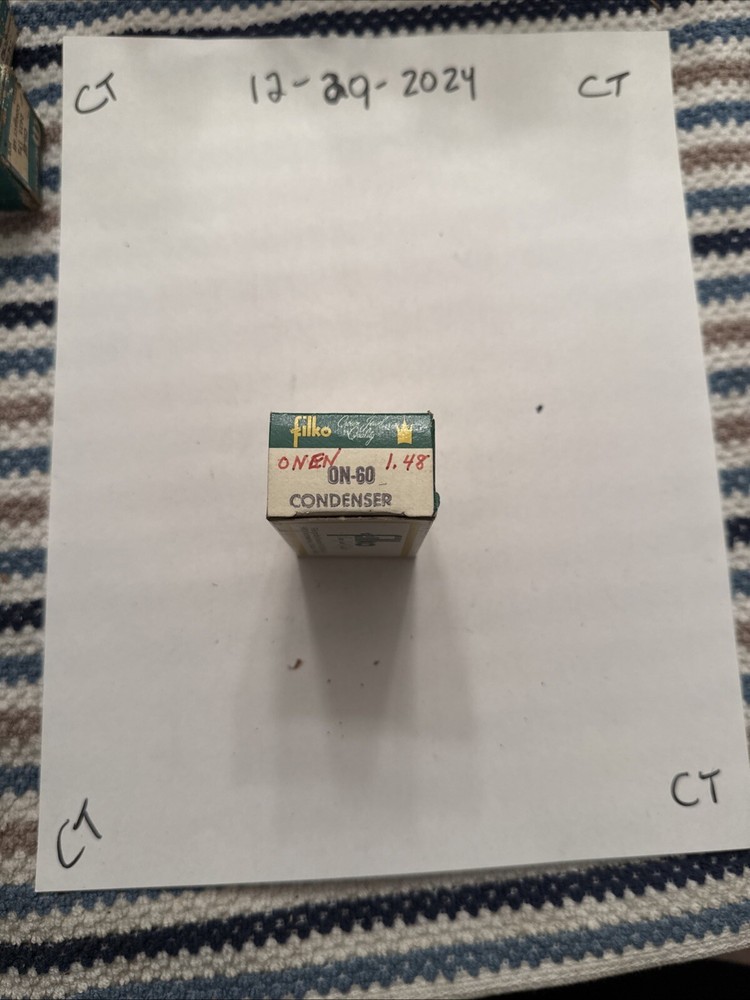 CT 12-29-2024 CT
filko
ONEN 1.48
ON-60
CONDENSER
CT
CT